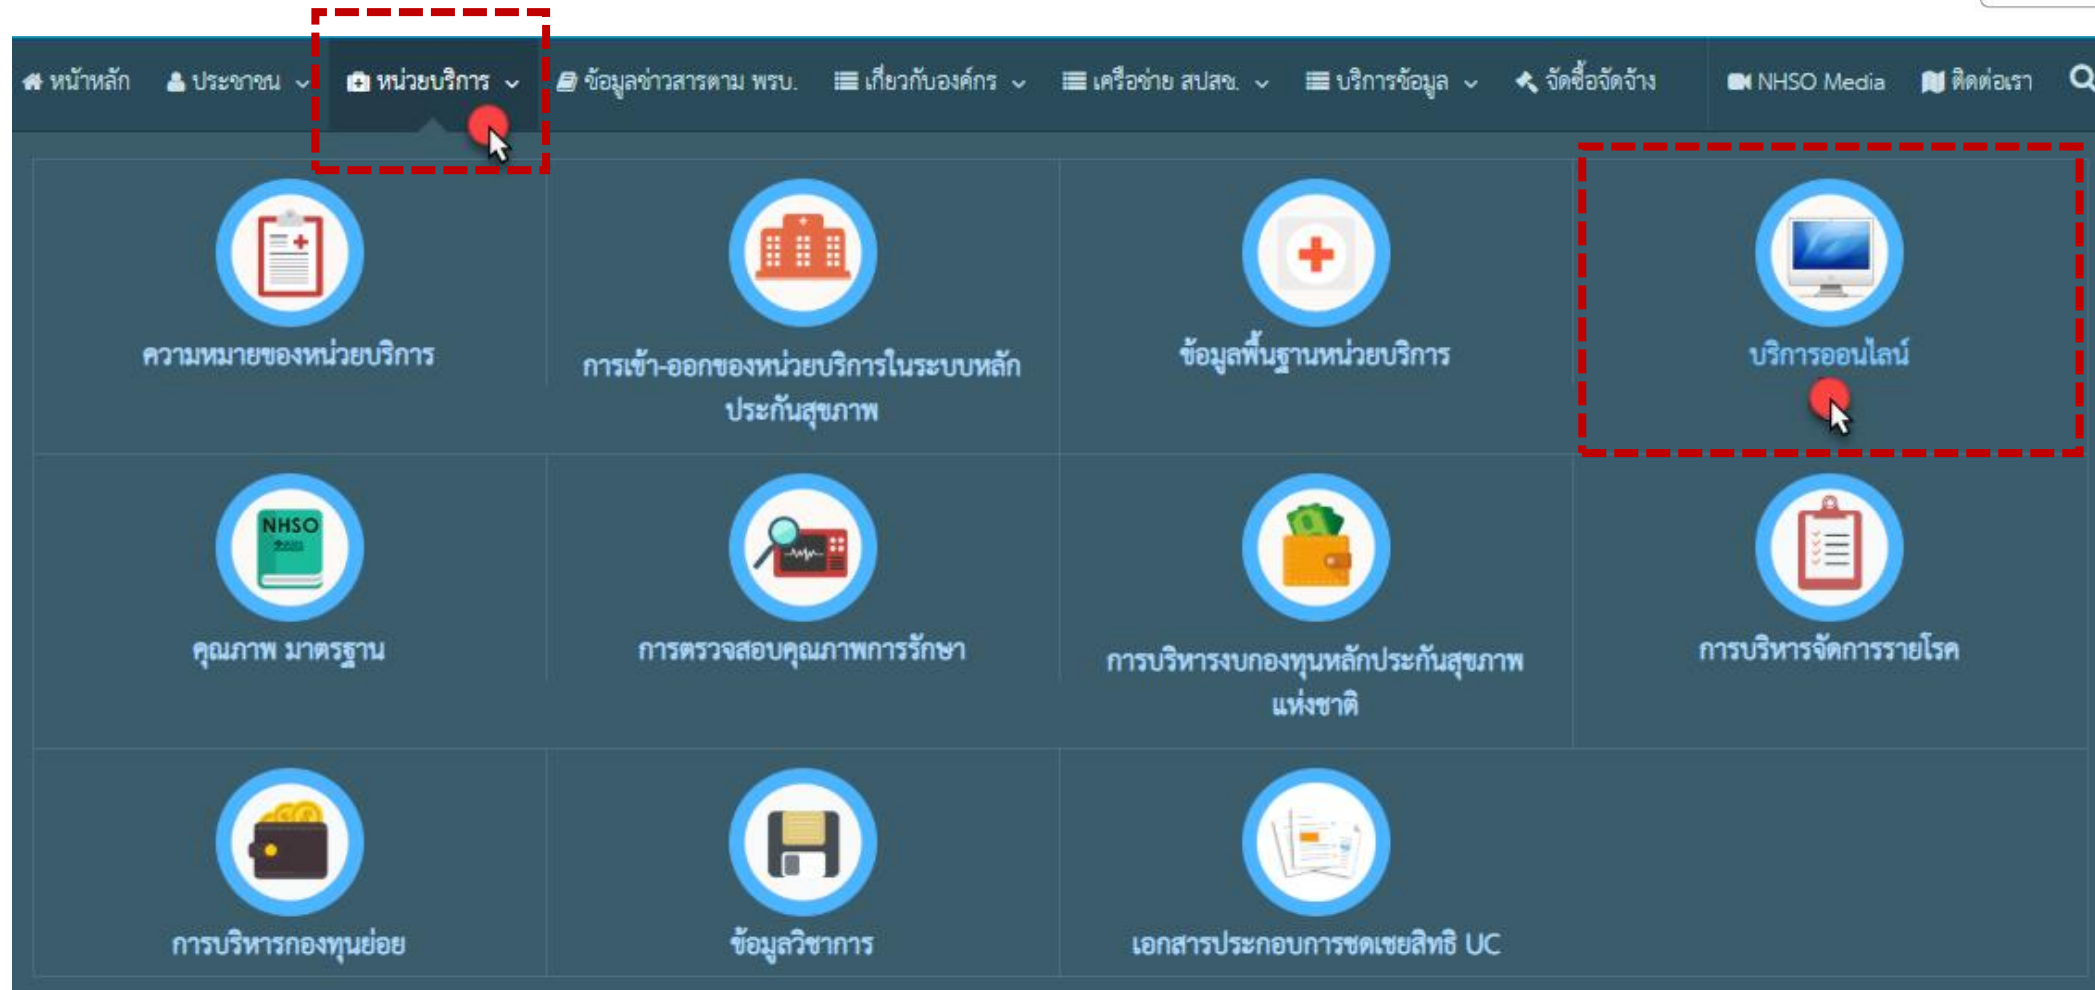 หน้าหลัก ประชาชน หน่วยบริการ ข้อมูลข่าวสารตาม พรบ. เกี่ยวกับองค์กร เครือข่าย สปสช. บริการข้อมูล จัดซื้อจัดจ้าง NHSO Media ติดต่อเรา
ความหมายของหน่วยบริการ
การเข้า-ออกของหน่วยบริการในระบบหลัก
ประกันสุขภาพ
ข้อมูลพื้นฐานหน่วยบริการ
บริการออนไลน์
NHSO
คุณภาพ มาตรฐาน
การตรวจสอบคุณภาพการรักษา
การบริหารงบกองทุนหลักประกันสุขภาพ
แห่งชาติ
การบริหารจัดการรายโรค
การบริหารกองทุนย่อย
ข้อมูลวิชาการ
เอกสารประกอบการชดเชยสิทธิ UC